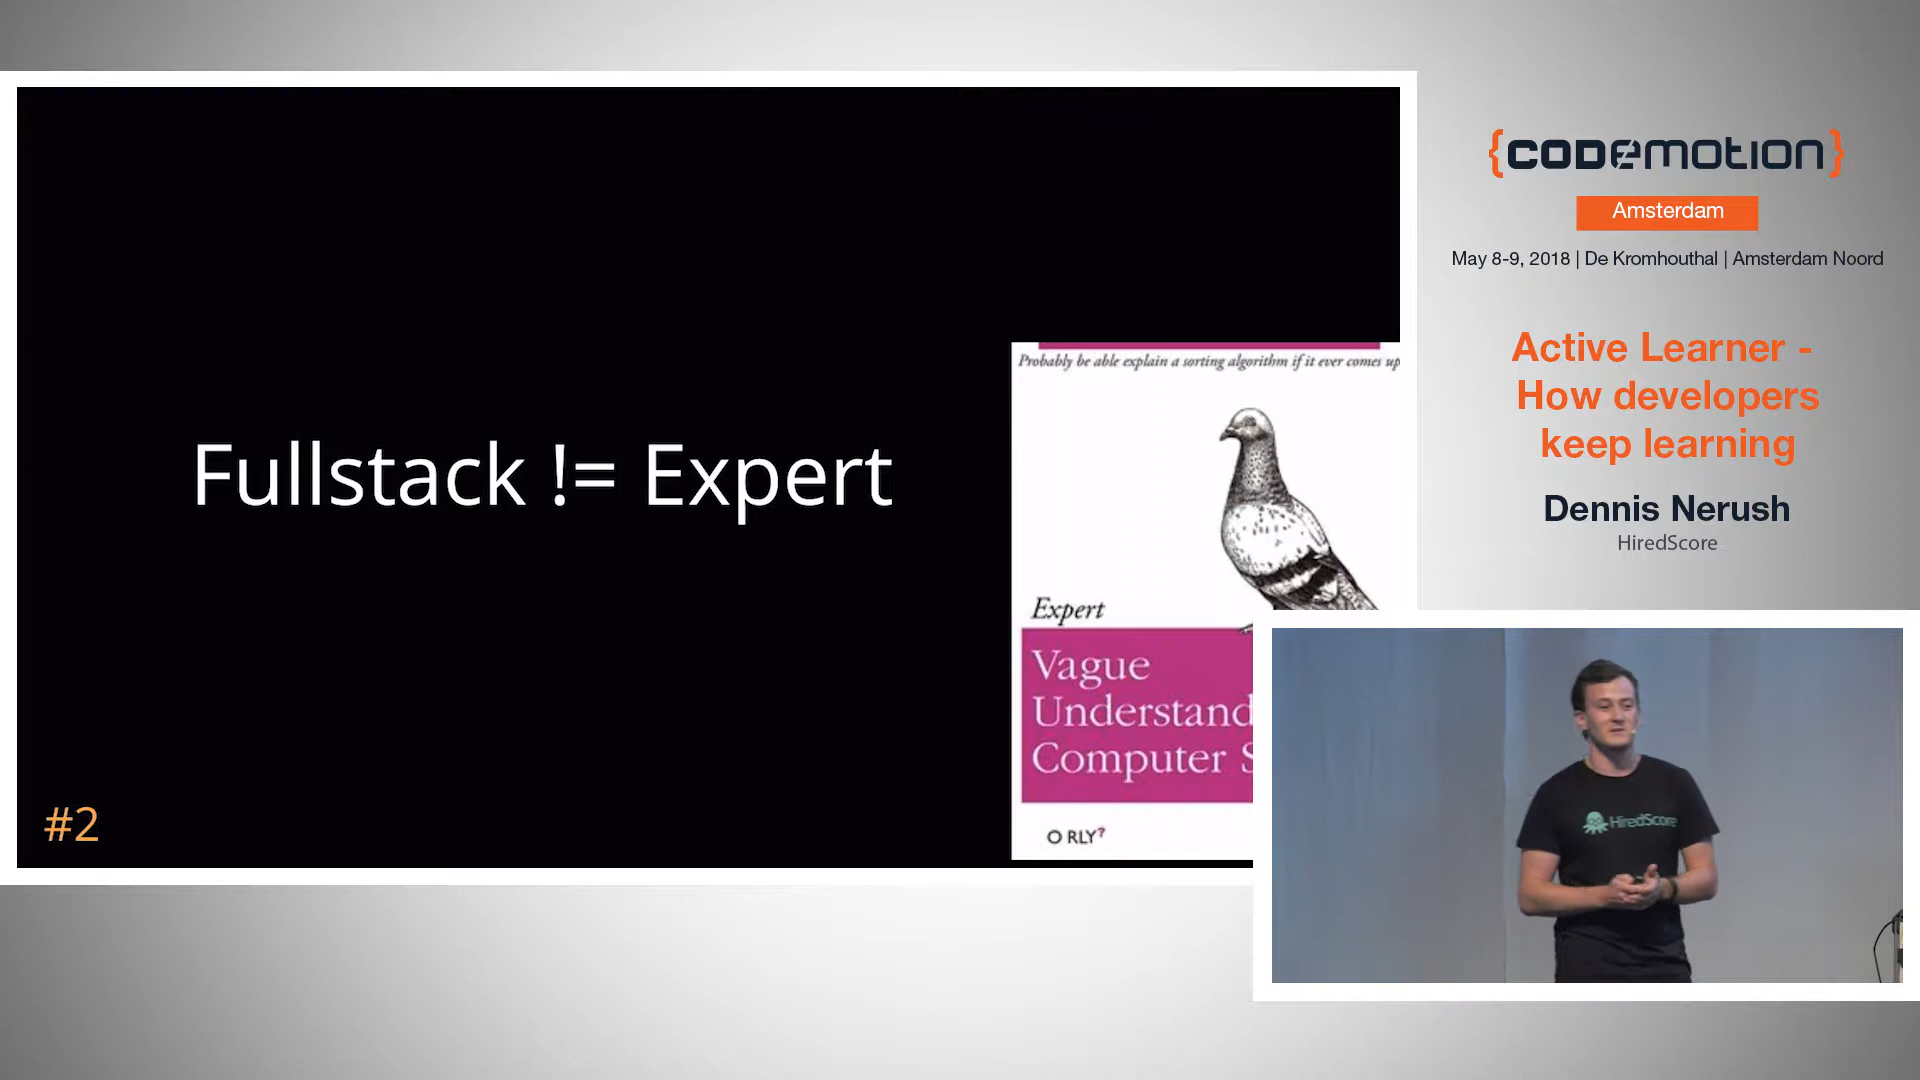 Fullstack != Expert
#2
Probably be able explain a sorting algorithm if it ever comes up
Expert
Vague
Understand
Computer S
O RLY?
{codemotion}
Amsterdam
May 8-9, 2018 | De Kromhouthal | Amsterdam Noord
Active Learner -
How developers
keep learning
Dennis Nerush
HiredScore
HiredScore